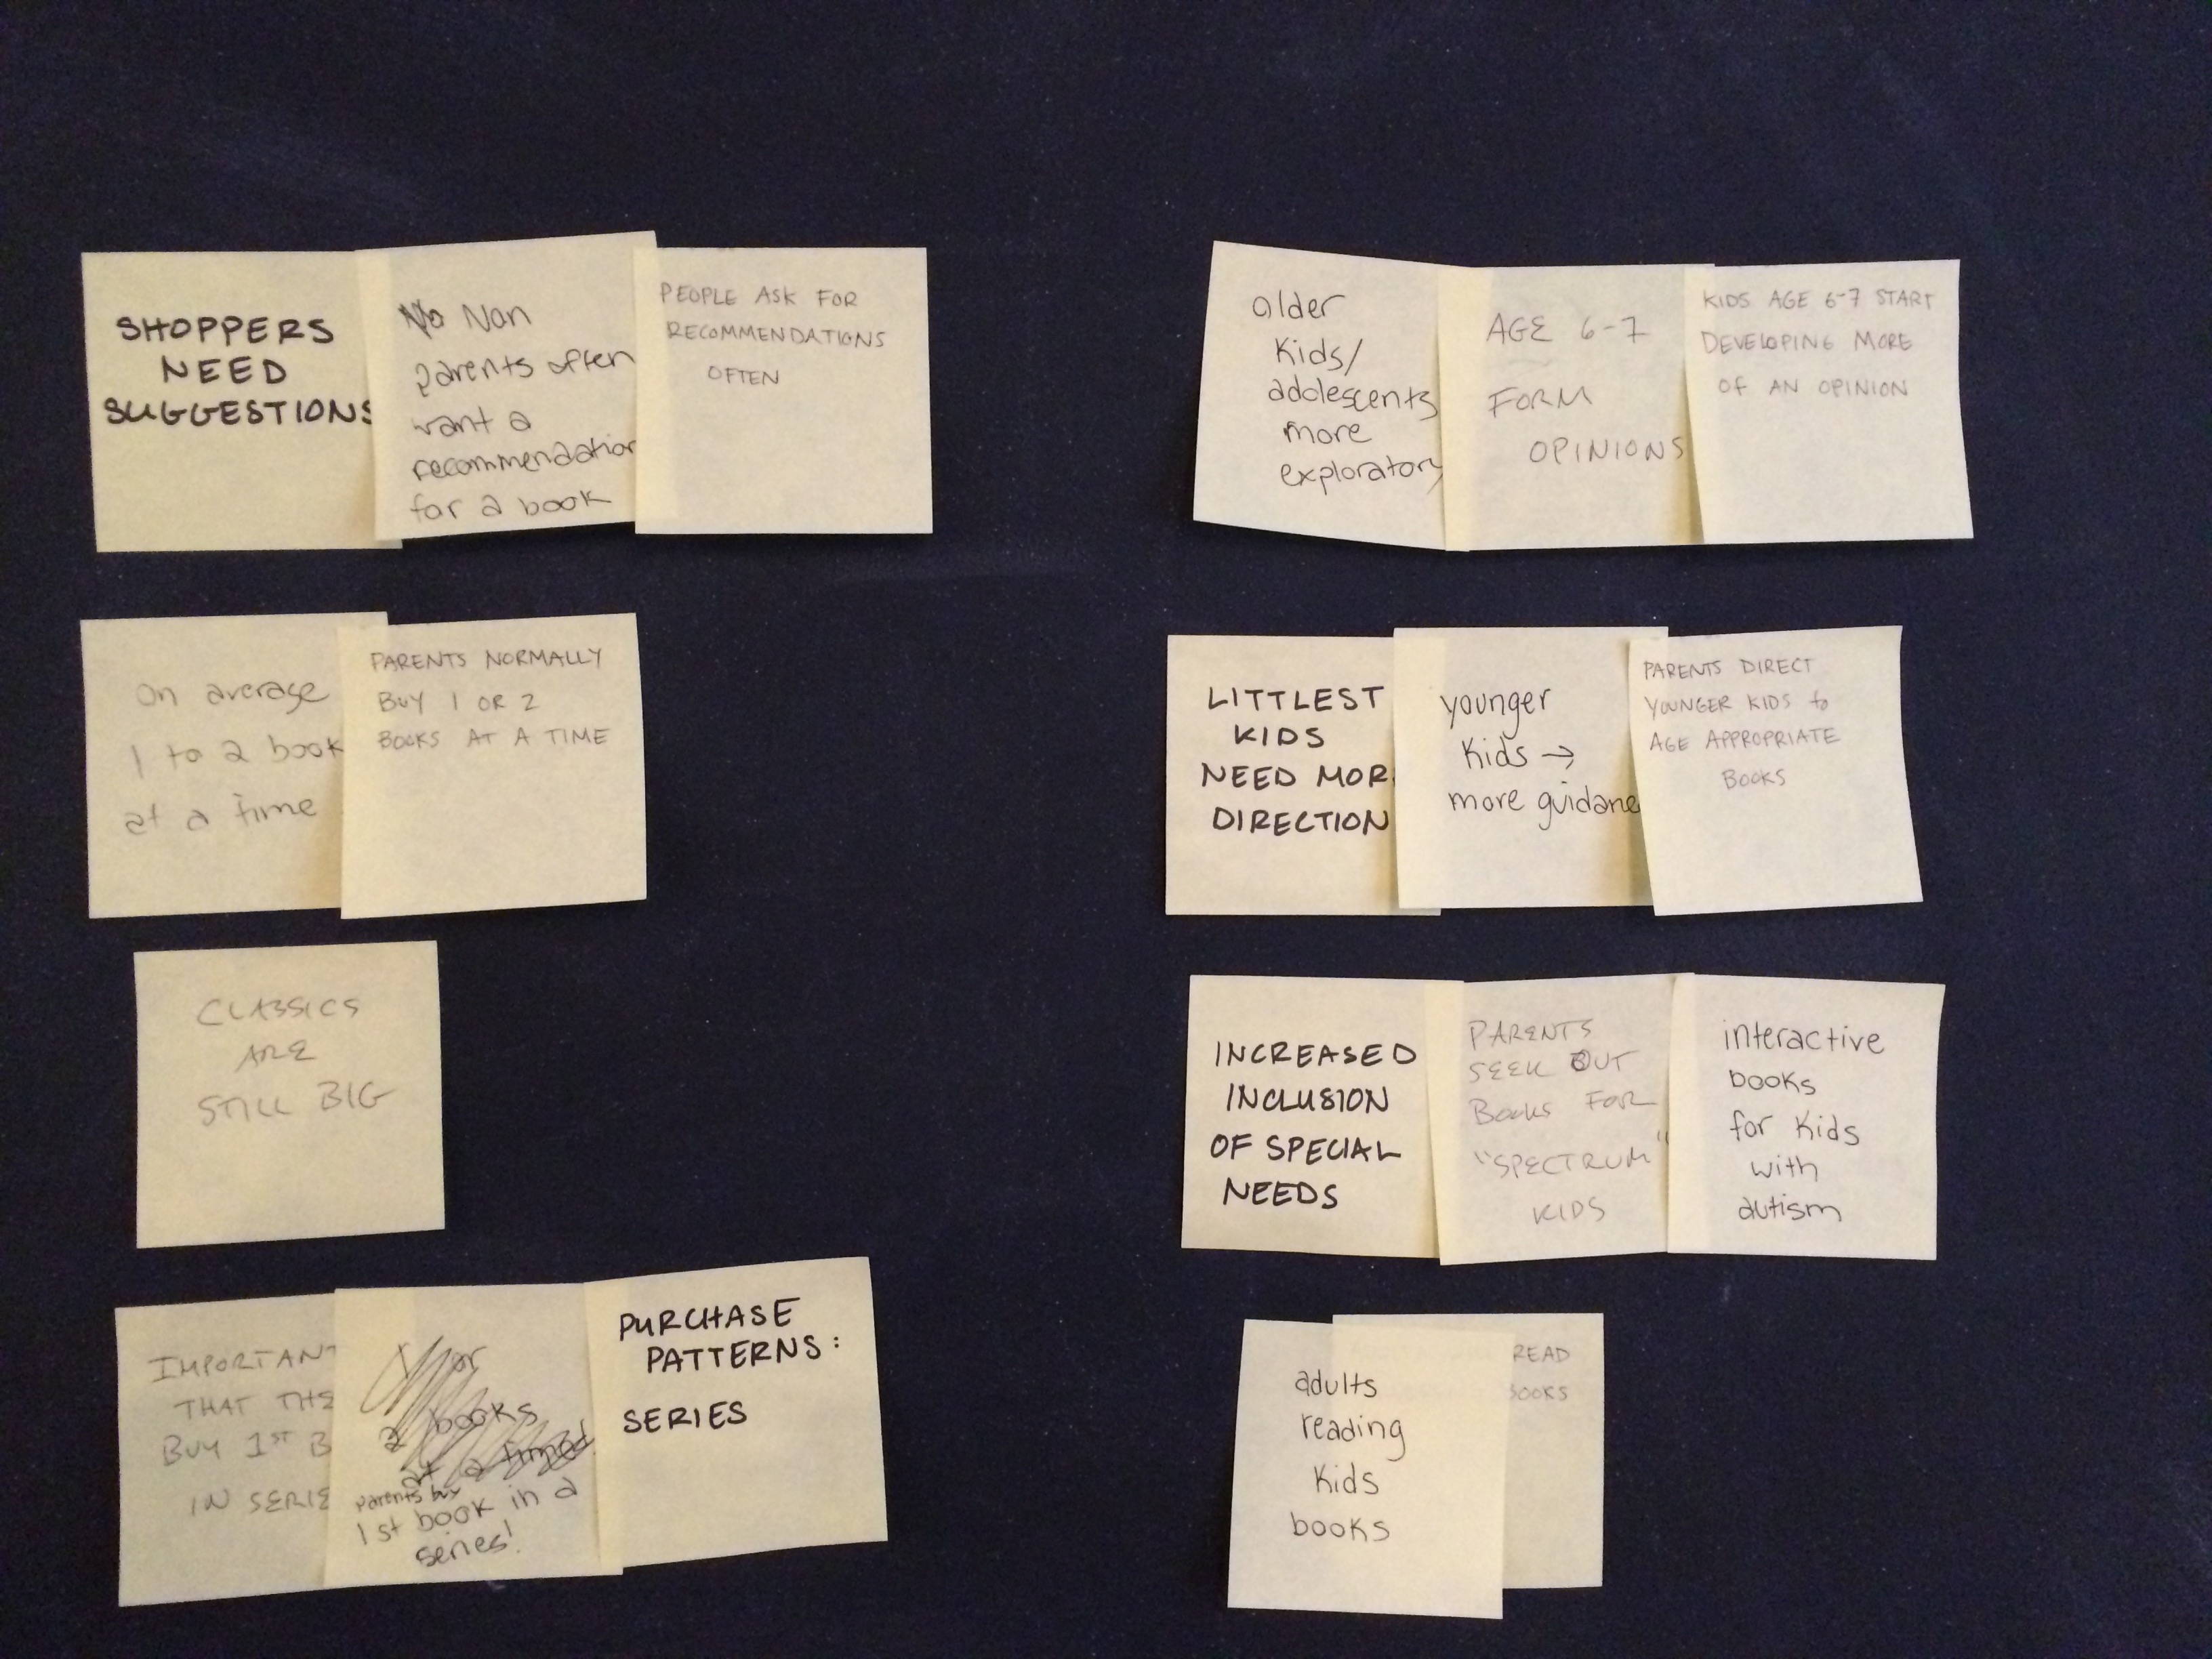 SHOPPERS
NEED
SUGGESTIONS
No Non
parents often
want a
recommendation
for a book
PEOPLE ASK FOR
RECOMMENDATIONS
OFTEN
older
kids/
adolescents
more
exploratory
AGE 6-7
FORM
OPINIONS
KIDS AGE 6-7 START
DEVELOPING MORE
OF AN OPINION
On average
1 to 2 book
at a time
PARENTS NORMALLY
BUY 1 OR 2
BOOKS AT A TIME
LITTLEST
KIDS
NEED MOR
DIRECTION
younger
kids →
more guidance
PARENTS DIRECT
YOUNGER KIDS to
AGE APPROPRIATE
BOOKS
CLASSICS
ARE
STILL BIG
INCREASED
INCLUSION
OF SPECIAL
NEEDS
PARENTS
SEEK OUT
BOOKS FOR
"SPECTRUM"
KIDS
interactive
books
for kids
with
autism
IMPORTANT
THAT THE
BUY 1ST B
IN SERIE
1 or
2 books
at a time
parents buy
1st book in a
series!
PURCHASE
PATTERNS:
SERIES
adults
reading
kids
books
READ
BOOKS